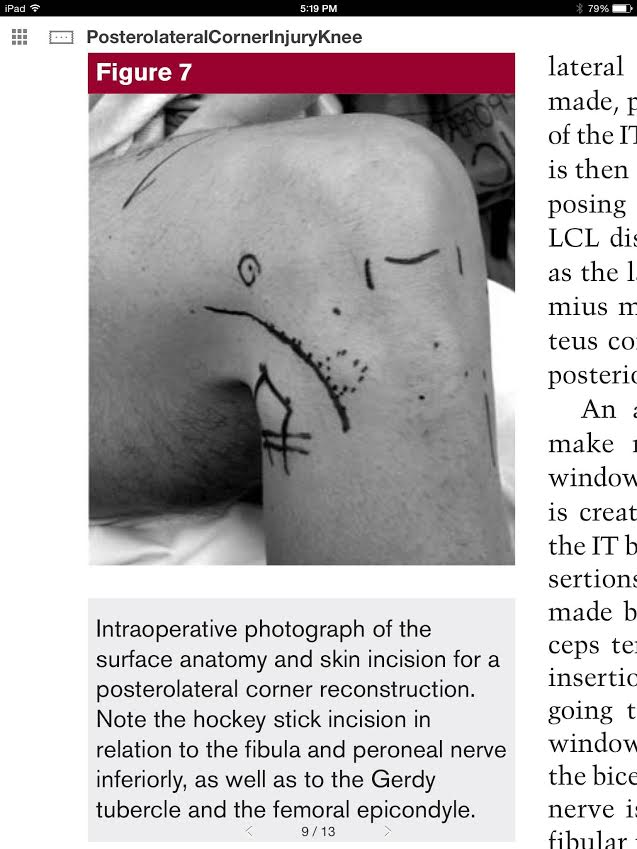 iPad
5:19 PM
79%
PosterolateralCornerInjuryKnee
Figure 7
Intraoperative photograph of the
surface anatomy and skin incision for a
posterolateral corner reconstruction.
Note the hockey stick incision in
relation to the fibula and peroneal nerve
inferiorly, as well as to the Gerdy
tubercle and the femoral epicondyle.
9 / 13
lateral
made, p
of the IT
is then
posing
LCL dis
as the la
mius m
teus co
posterio
An a
make
window
is creat
the IT b
sertions
made b
ceps te
insertio
going t
window
the bice
nerve is
fibular